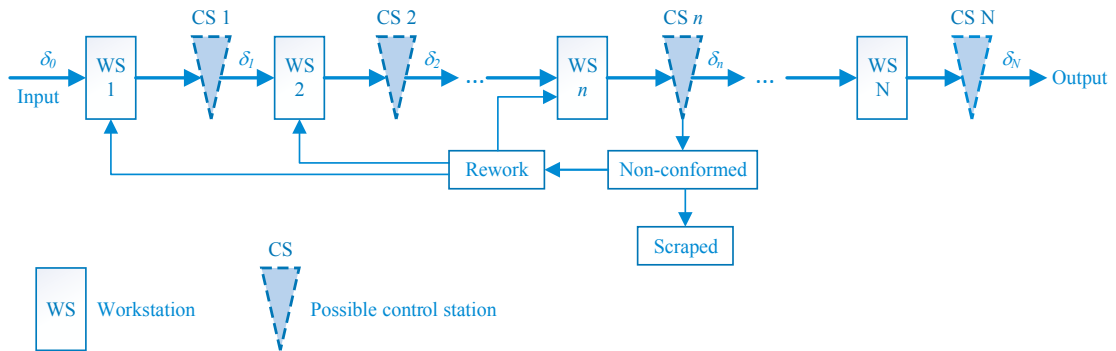 CS 1
CS 2
CS n
CS N
δ0
Input
WS
1
δ1
WS
2
δ2
...
WS
n
δn
...
WS
N
δN
Output
Rework
Non-conformed
Scraped
CS
WS
Workstation
Possible control station